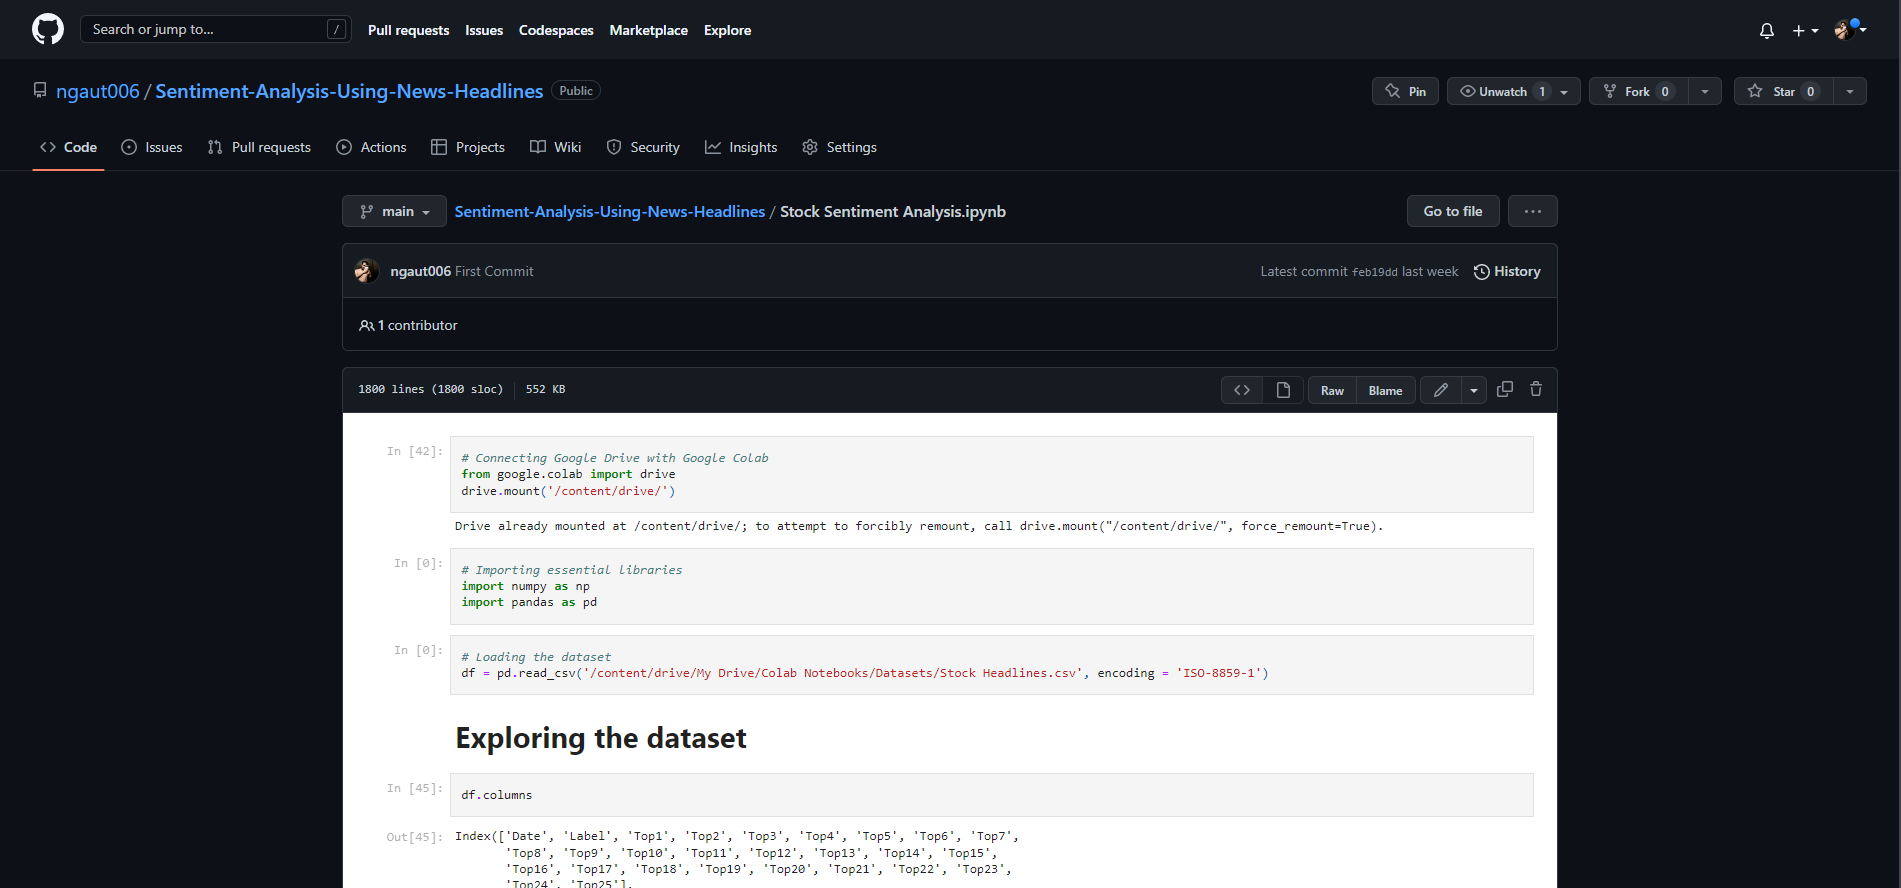 Search or jump to... /
Pull requests Issues Codespaces Marketplace Explore
ngaut006 / Sentiment-Analysis-Using-News-Headlines Public
Pin Unwatch 1 Fork 0 Star 0
Code Issues Pull requests Actions Projects Wiki Security Insights Settings
main Sentiment-Analysis-Using-News-Headlines / Stock Sentiment Analysis.ipynb Go to file ...
ngaut006 First Commit Latest commit feb19dd last week History
1 contributor
1800 lines (1800 sloc) 552 KB Raw Blame
In [42]: # Connecting Google Drive with Google Colab
from google.colab import drive
drive.mount('/content/drive/')
Drive already mounted at /content/drive/; to attempt to forcibly remount, call drive.mount("/content/drive/", force_remount=True).
In [0]: # Importing essential libraries
import numpy as np
import pandas as pd
In [0]: # Loading the dataset
df = pd.read_csv('/content/drive/My Drive/Colab Notebooks/Datasets/Stock Headlines.csv', encoding = 'ISO-8859-1')
Exploring the dataset
In [45]: df.columns
Out[45]: Index(['Date', 'Label', 'Top1', 'Top2', 'Top3', 'Top4', 'Top5', 'Top6', 'Top7',
'Top8', 'Top9', 'Top10', 'Top11', 'Top12', 'Top13', 'Top14', 'Top15',
'Top16', 'Top17', 'Top18', 'Top19', 'Top20', 'Top21', 'Top22', 'Top23',
'Top24', 'Top25'],